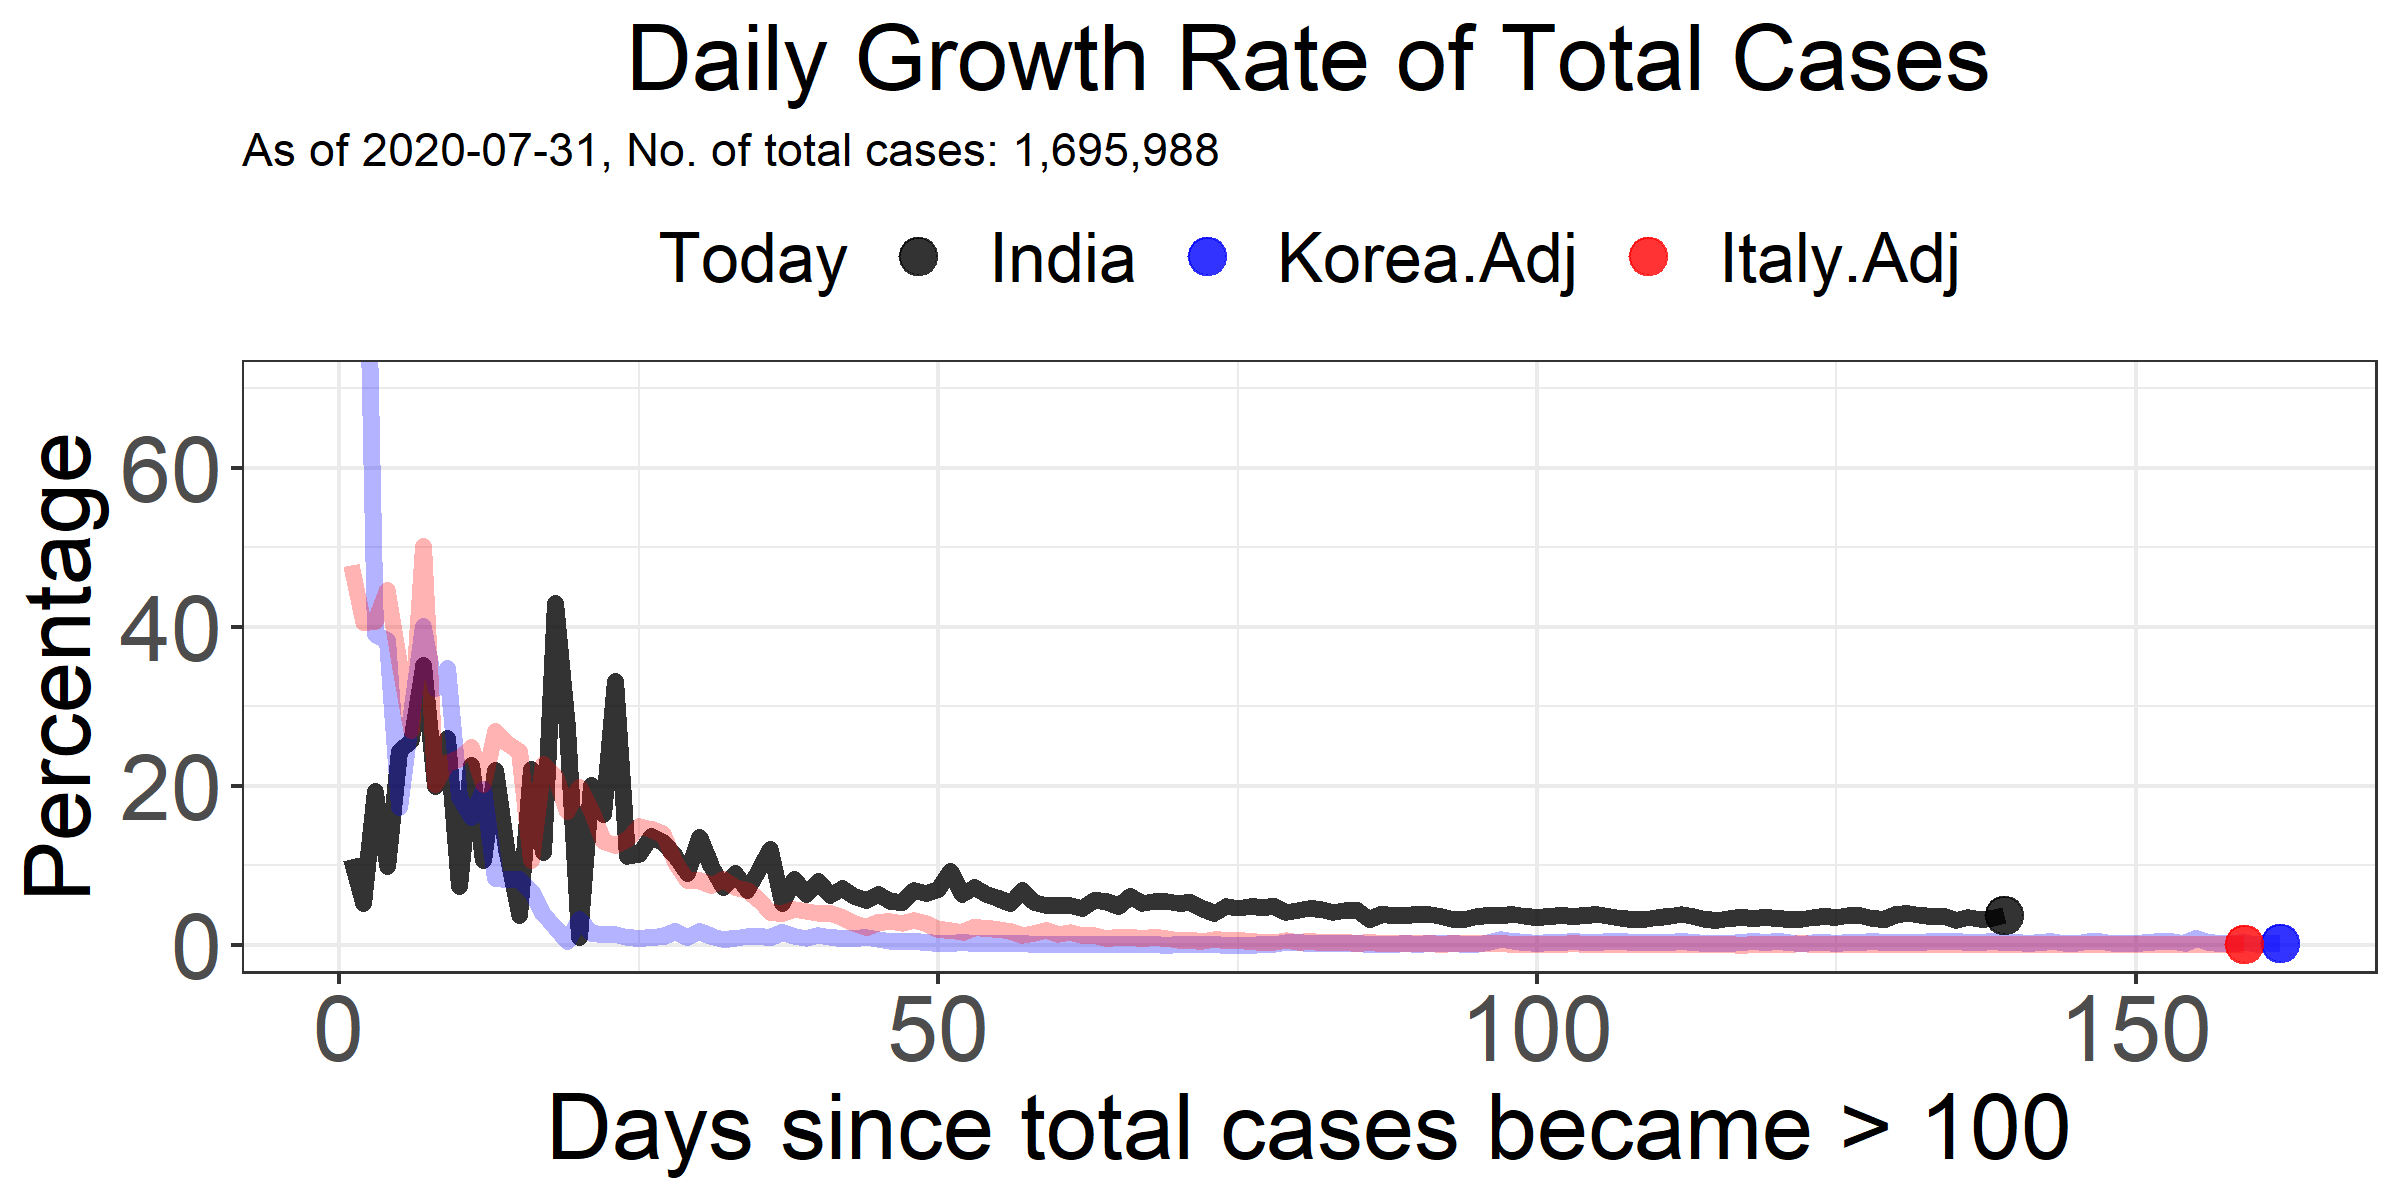 Daily Growth Rate of Total Cases
As of 2020-07-31, No. of total cases: 1,695,988
Today India Korea.Adj Italy.Adj
Percentage
60
40
20
0
0 50 100 150
Days since total cases became > 100